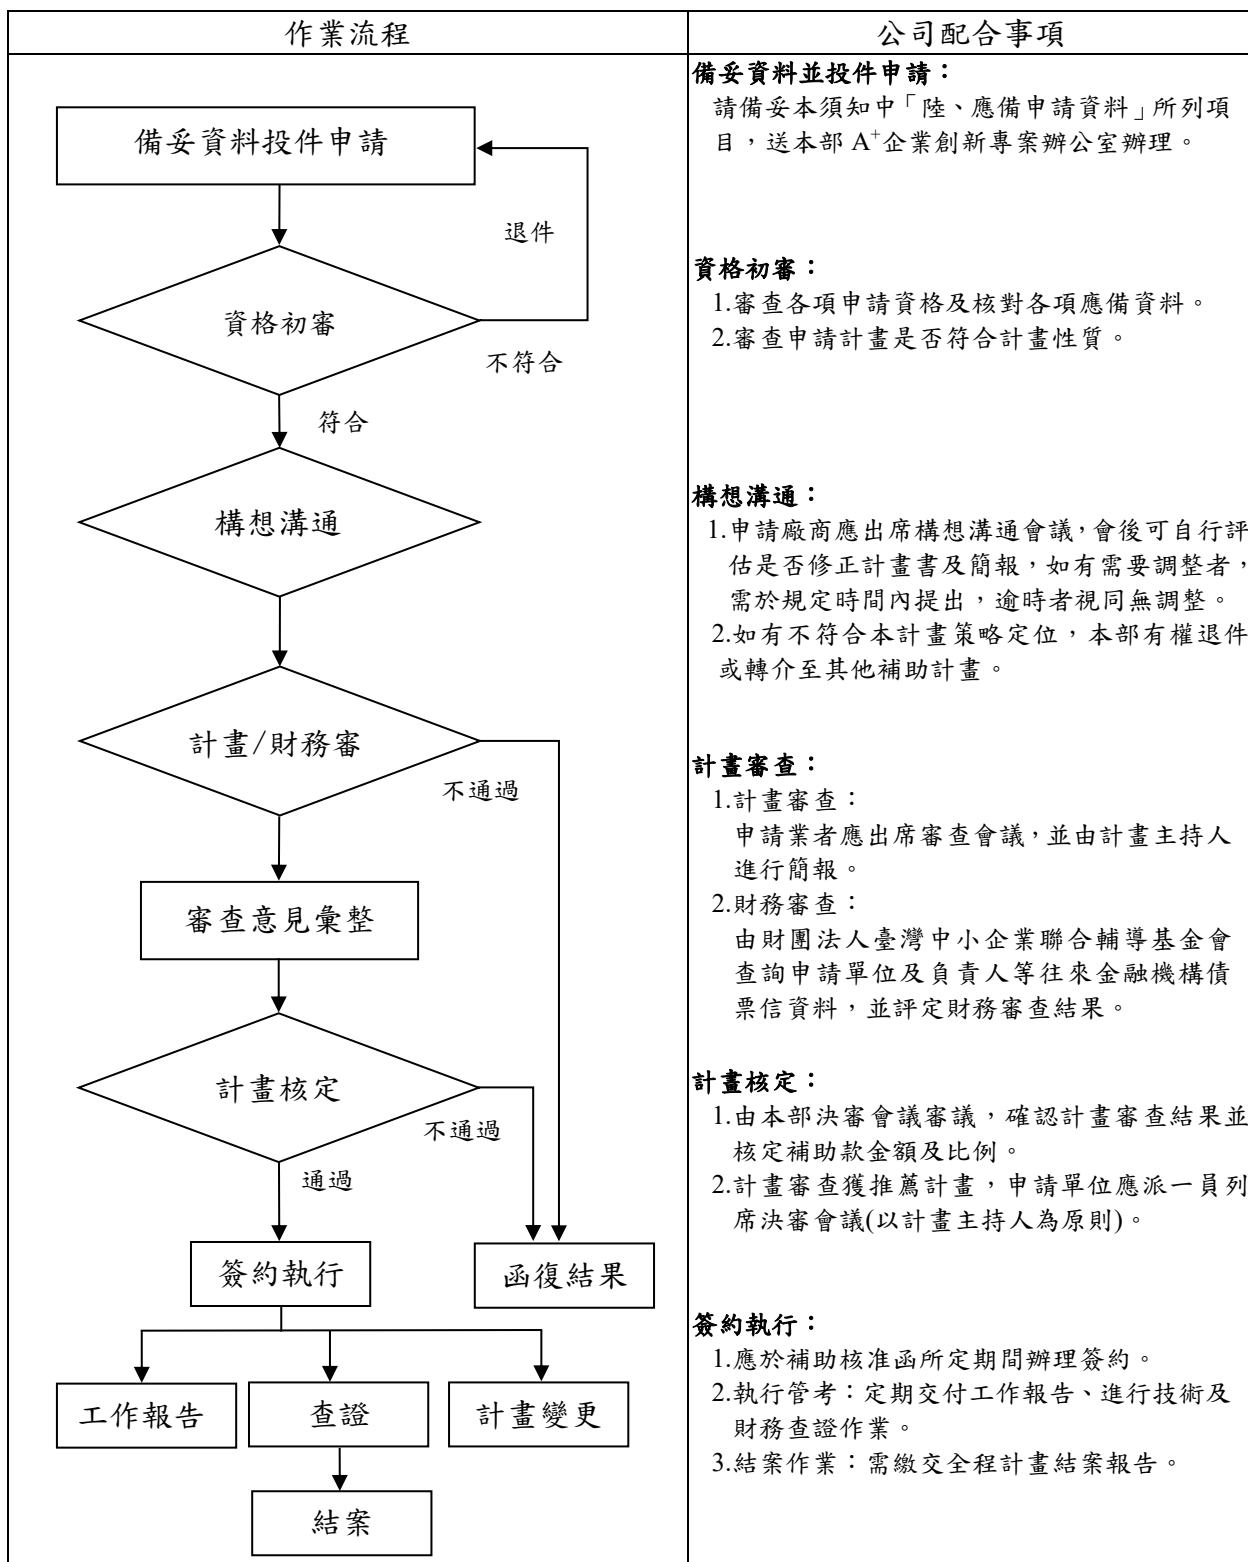 作業流程
公司配合事項
備妥資料投件申請
退件
資格初審
不符合
符合
構想溝通
計畫/財務審
不通過
審查意見彙整
計畫核定
不通過
通過
簽約執行
函復結果
工作報告
查證
計畫變更
結案
備妥資料並投件申請：
請備妥本須知中「陸、應備申請資料」所列項
目，送本部 A⁺企業創新專案辦公室辦理。
資格初審：
1.審查各項申請資格及核對各項應備資料。
2.審查申請計畫是否符合計畫性質。
構想溝通：
1.申請廠商應出席構想溝通會議，會後可自行評
估是否修正計畫書及簡報，如有需要調整者，
需於規定時間內提出，逾時者視同無調整。
2.如有不符合本計畫策略定位，本部有權退件
或轉介至其他補助計畫。
計畫審查：
1.計畫審查：
申請業者應出席審查會議，並由計畫主持人
進行簡報。
2.財務審查：
由財團法人臺灣中小企業聯合輔導基金會
查詢申請單位及負責人等往來金融機構債
票信資料，並評定財務審查結果。
計畫核定：
1.由本部決審會議審議，確認計畫審查結果並
核定補助款金額及比例。
2.計畫審查獲推薦計畫，申請單位應派一員列
席決審會議(以計畫主持人為原則)。
簽約執行：
1.應於補助核准函所定期間辦理簽約。
2.執行管考：定期交付工作報告、進行技術及
財務查證作業。
3.結案作業：需繳交全程計畫結案報告。